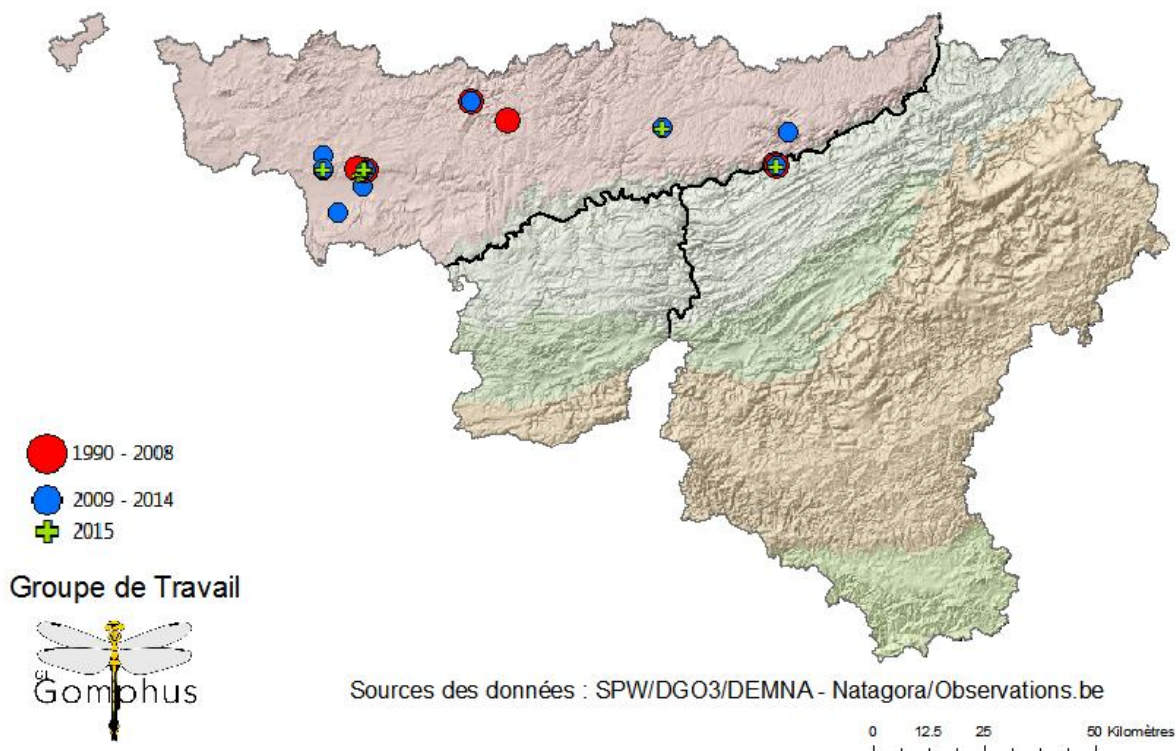 1990 - 2008
2009 - 2014
2015
Groupe de Travail
Gomphus
Sources des données : SPW/DGO3/DEMNA - Natagora/Observations.be
0 12.5 25 50 Kilomètres